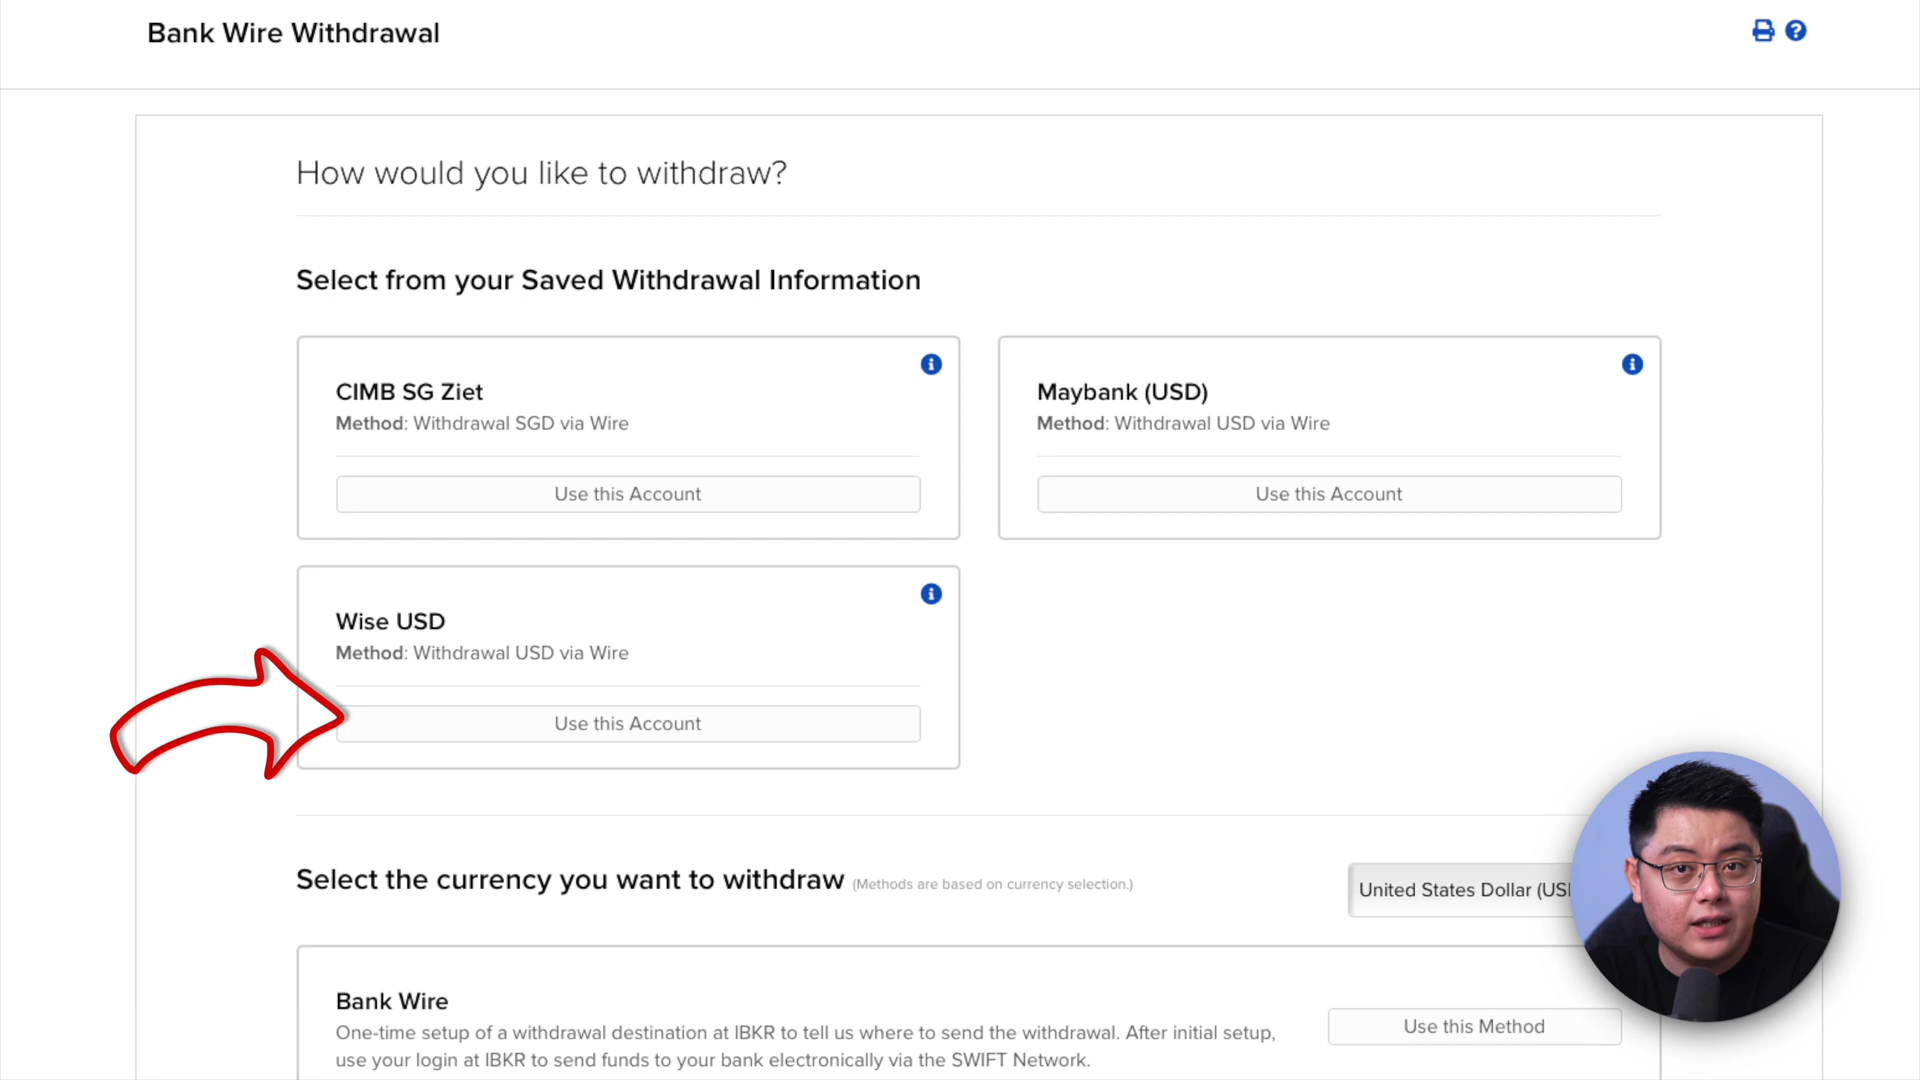 Bank Wire Withdrawal
How would you like to withdraw?
Select from your Saved Withdrawal Information
CIMB SG Ziet
Method: Withdrawal SGD via Wire
Use this Account
Maybank (USD)
Method: Withdrawal USD via Wire
Use this Account
Wise USD
Method: Withdrawal USD via Wire
Use this Account
Select the currency you want to withdraw (Methods are based on currency selection.)
United States Dollar (US
Bank Wire
One-time setup of a withdrawal destination at IBKR to tell us where to send the withdrawal. After initial setup,
use your login at IBKR to send funds to your bank electronically via the SWIFT Network.
Use this Method